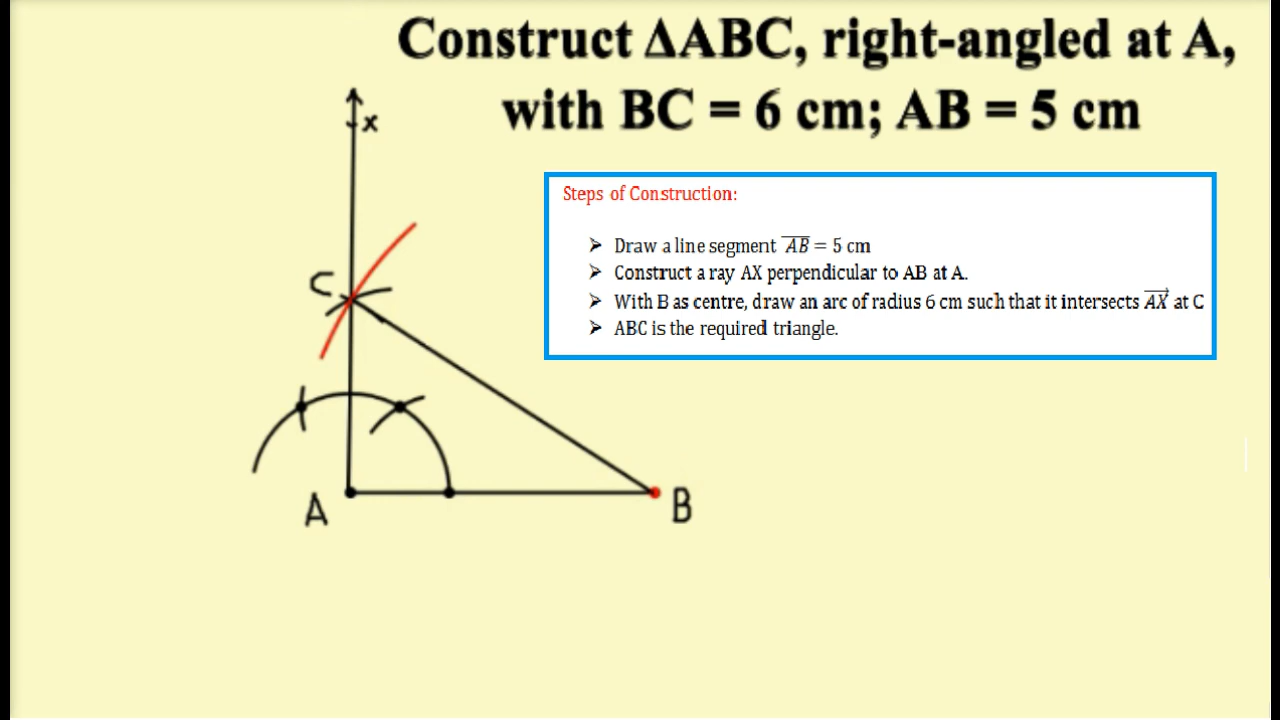 Construct ΔABC, right-angled at A,
with BC = 6 cm; AB = 5 cm
x
Steps of Construction:
➢ Draw a line segment A̅B̅ = 5 cm
➢ Construct a ray AX perpendicular to AB at A.
➢ With B as centre, draw an arc of radius 6 cm such that it intersects AX⃗ at C
➢ ABC is the required triangle.
C
A
B